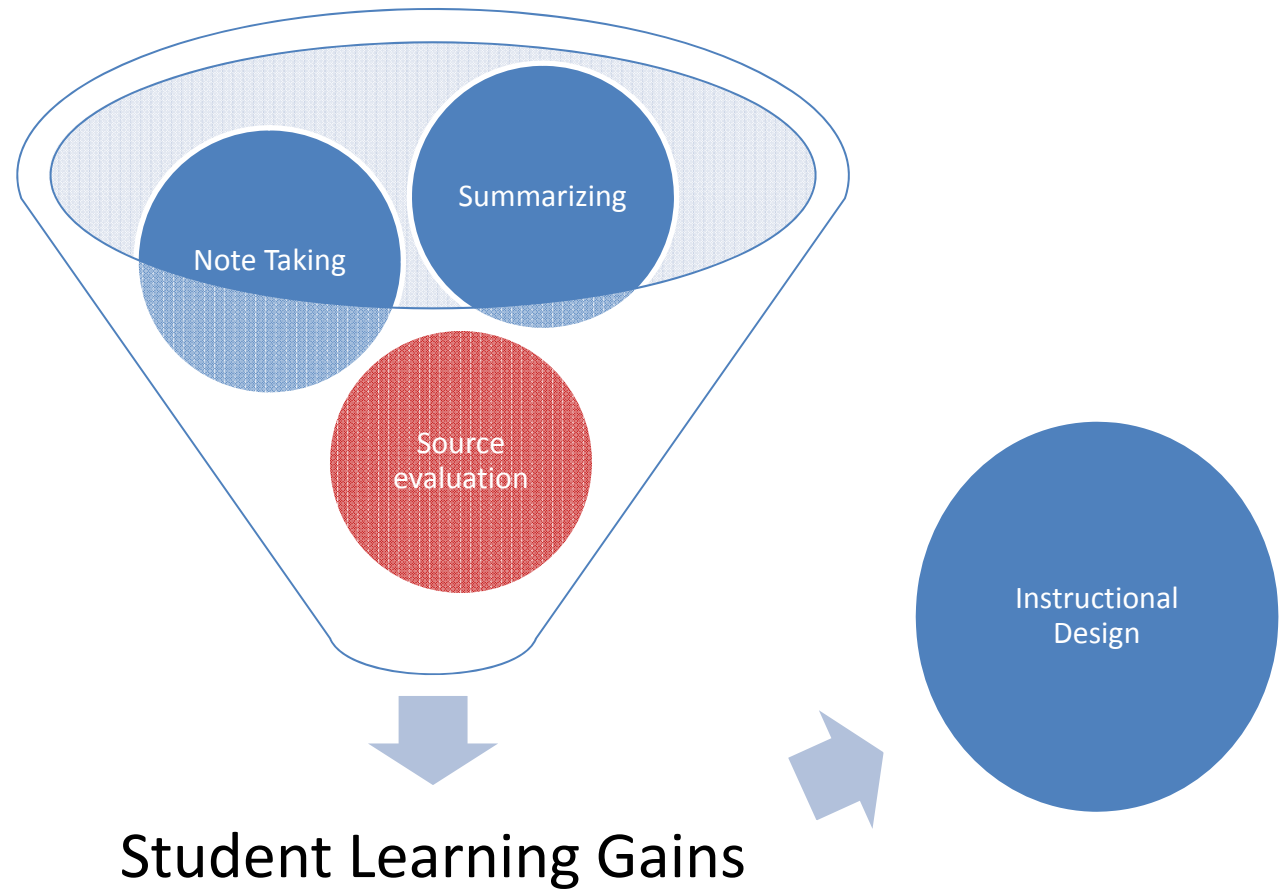 Summarizing
Note Taking
Source
evaluation
Instructional
Design
Student Learning Gains